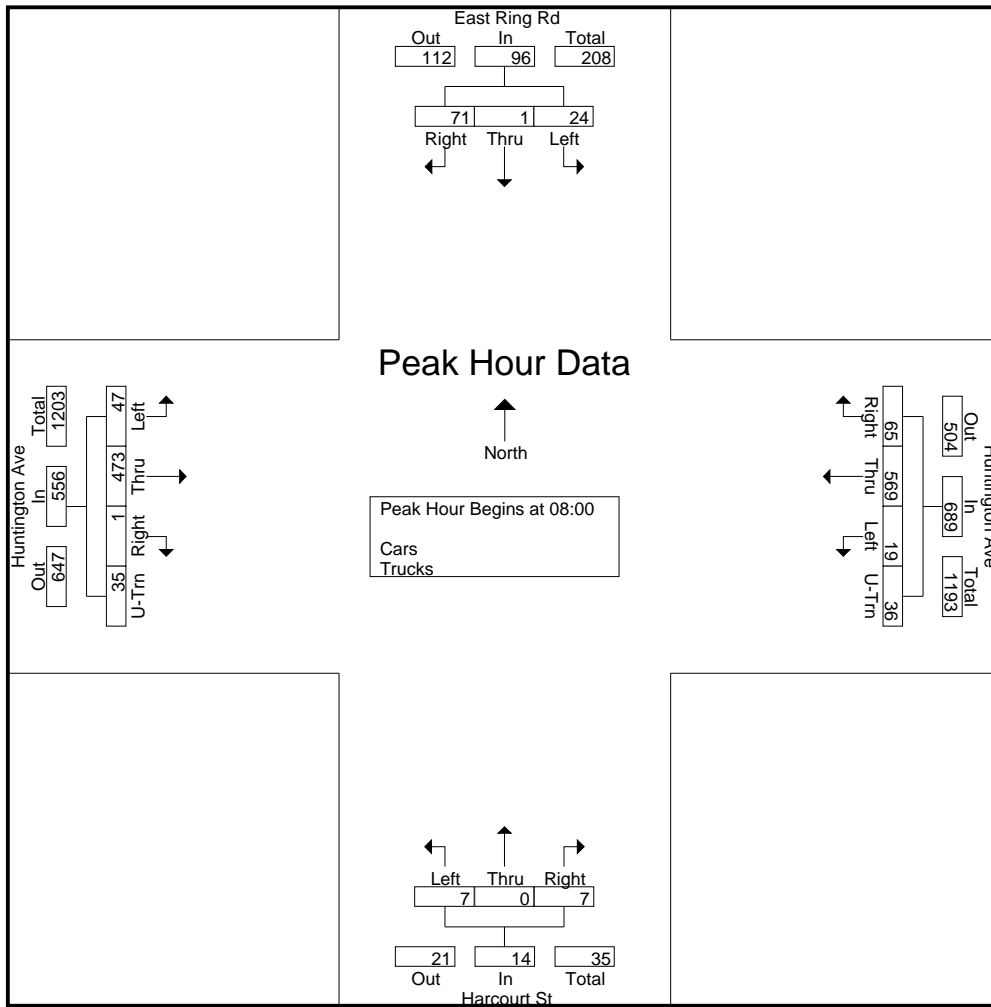 East Ring Rd
Out In Total
112 96 208
71 1 24
Right Thru Left
Peak Hour Data
North
Peak Hour Begins at 08:00
Cars
Trucks
Huntington Ave
Total In Out
1203 556 647
47 473 1 35
Left Thru Right U-Trn
Right Thru Left U-Trn
65 569 19 36
Out In Total
504 689 1193
Huntington Ave
Left Thru Right
7 0 7
21 14 35
Out In Total
Harcourt St